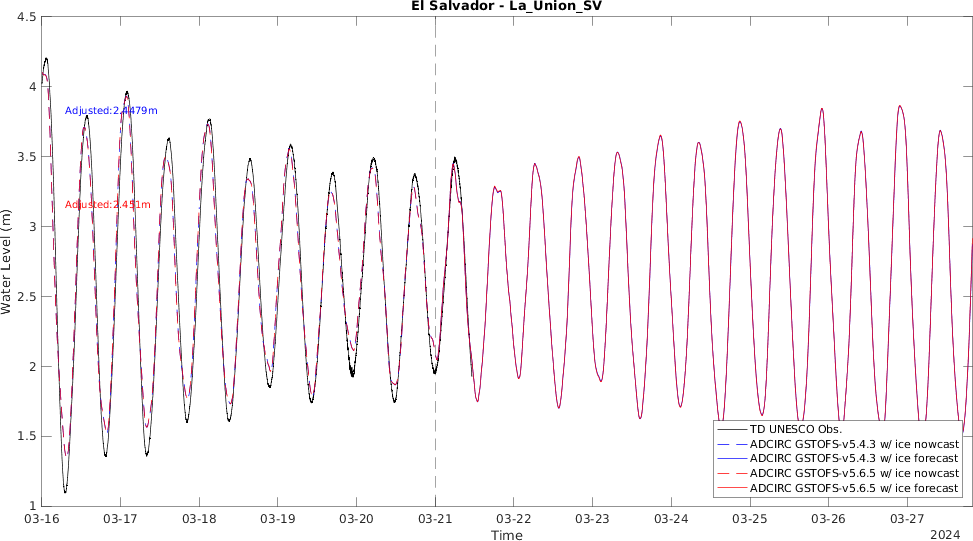 El Salvador - La_Union_SV
4.5
4
3.5
3
2.5
2
1.5
1
Water Level (m)
Adjusted:2.4479m
Adjusted:2.451m
TD UNESCO Obs.
ADCIRC GSTOFS-v5.4.3 w/ ice nowcast
ADCIRC GSTOFS-v5.4.3 w/ ice forecast
ADCIRC GSTOFS-v5.6.5 w/ ice nowcast
ADCIRC GSTOFS-v5.6.5 w/ ice forecast
03-16 03-17 03-18 03-19 03-20 03-21 03-22 03-23 03-24 03-25 03-26 03-27
Time
2024